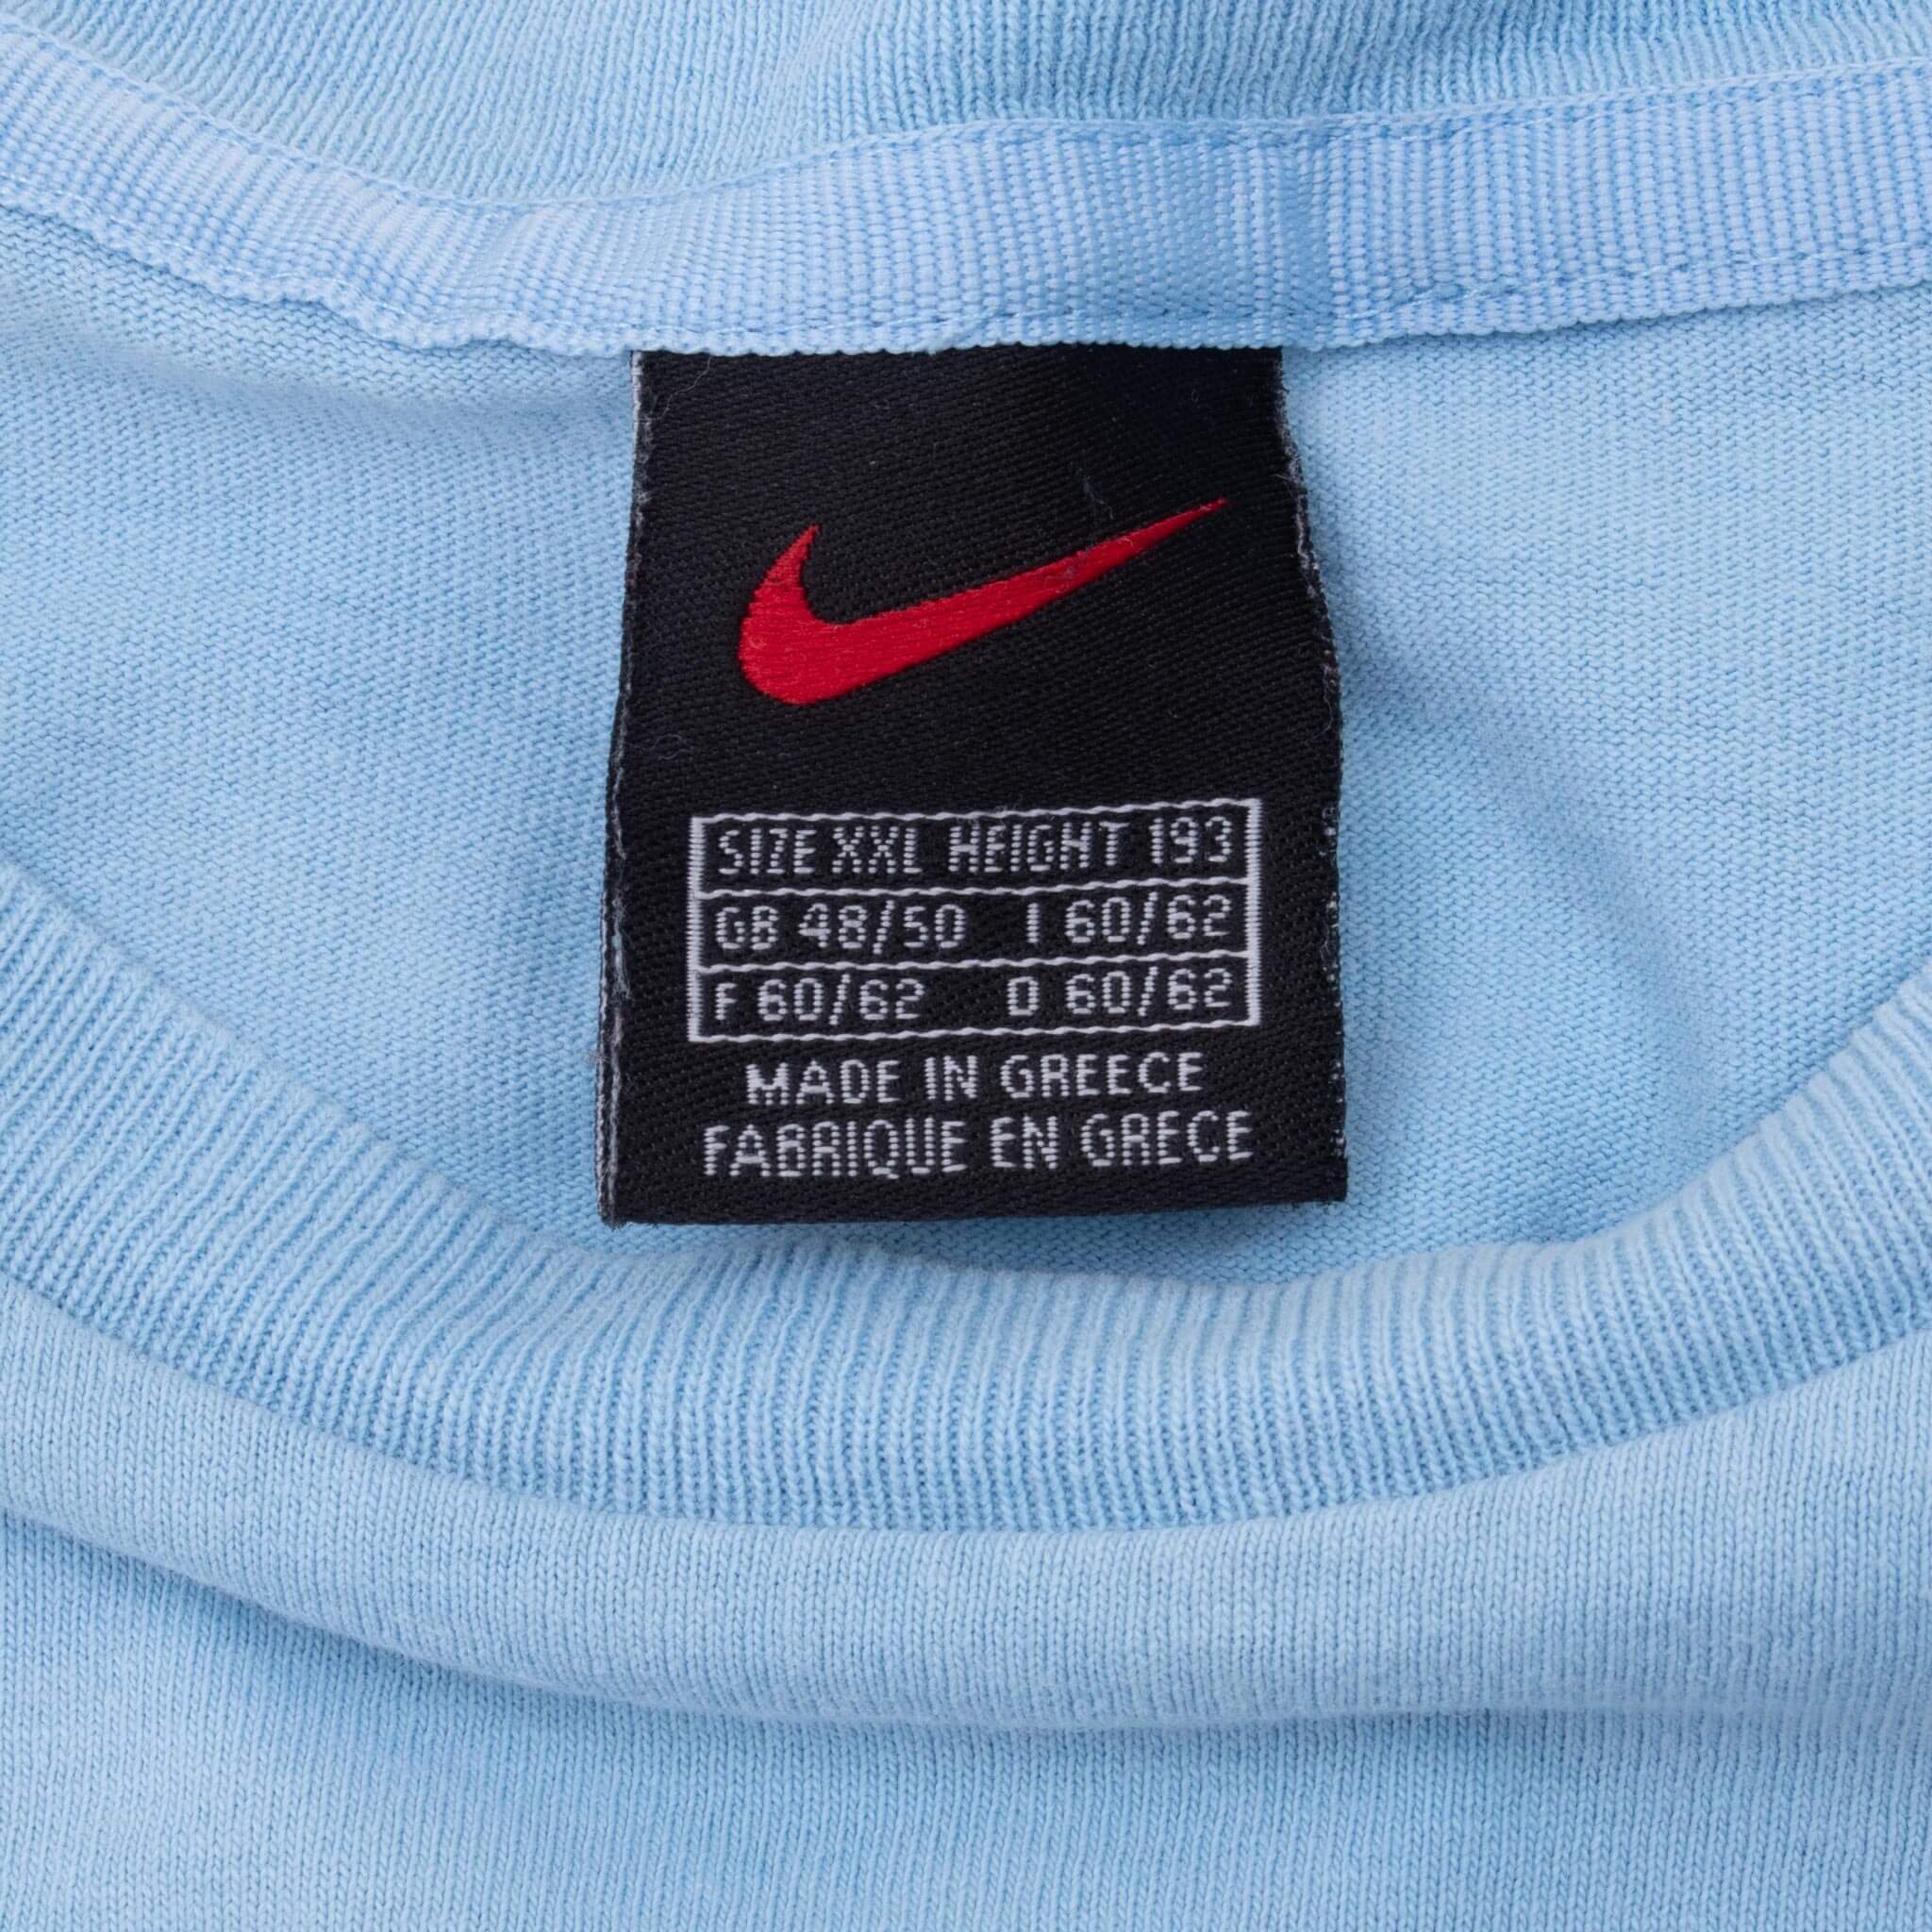 SIZE XXL HEIGHT 193
GB 48/50 I 60/62
F 60/62 D 60/62
MADE IN GREECE
FABRIQUE EN GRECE